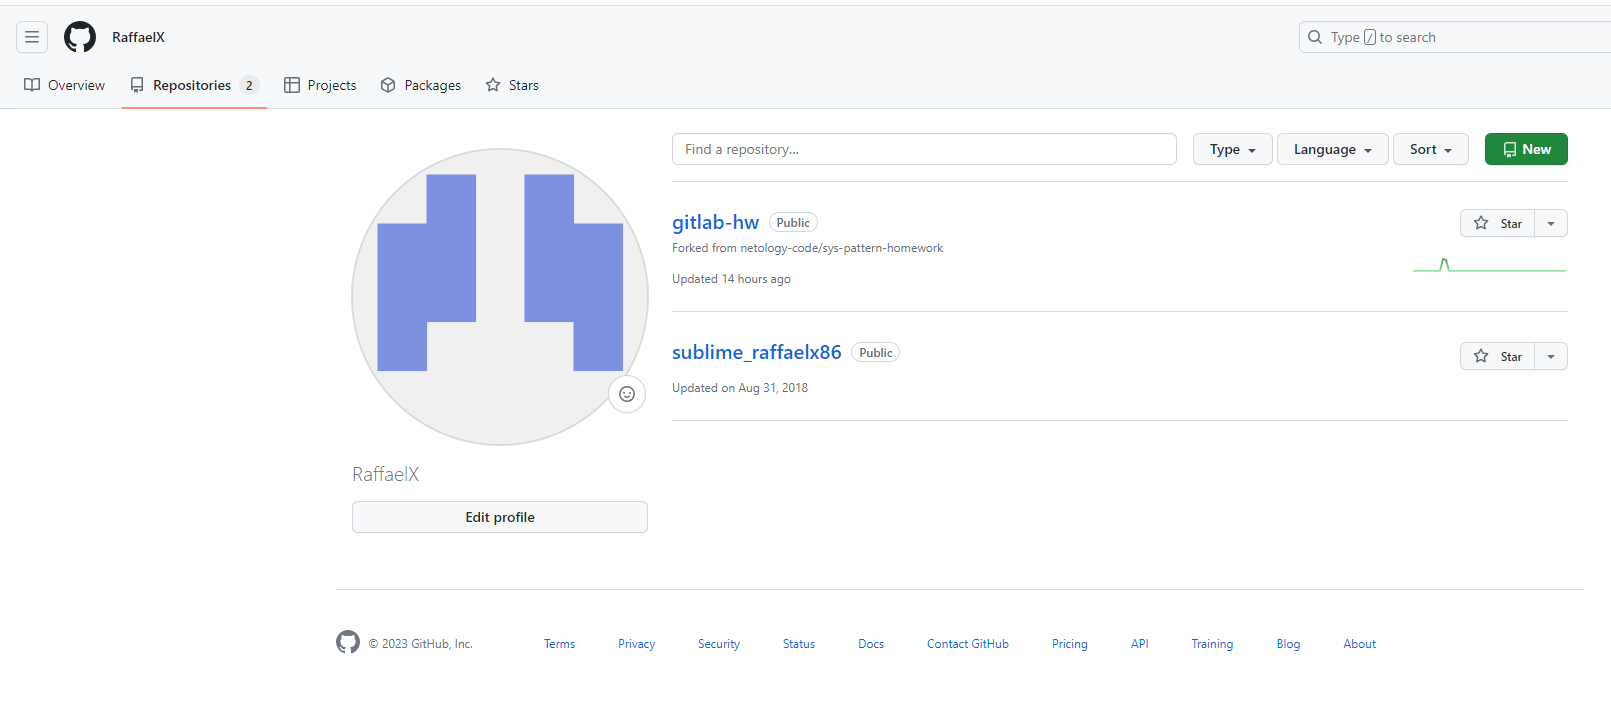 RaffaelX
Type / to search
Overview
Repositories 2
Projects
Packages
Stars
Find a repository...
Type
Language
Sort
New
gitlab-hw Public
Star
Forked from netology-code/sys-pattern-homework
Updated 14 hours ago
sublime_raffaelx86 Public
Star
Updated on Aug 31, 2018
RaffaelX
Edit profile
© 2023 GitHub, Inc.
Terms
Privacy
Security
Status
Docs
Contact GitHub
Pricing
API
Training
Blog
About